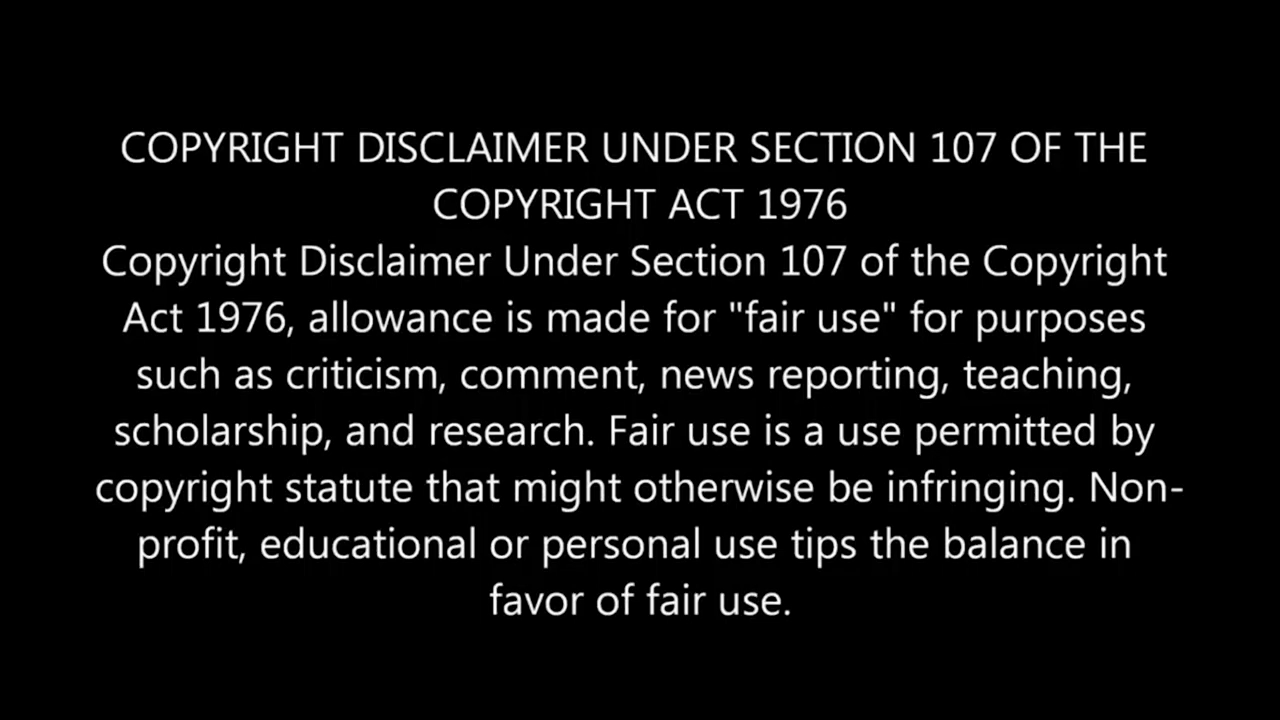 COPYRIGHT DISCLAIMER UNDER SECTION 107 OF THE
COPYRIGHT ACT 1976
Copyright Disclaimer Under Section 107 of the Copyright
Act 1976, allowance is made for "fair use" for purposes
such as criticism, comment, news reporting, teaching,
scholarship, and research. Fair use is a use permitted by
copyright statute that might otherwise be infringing. Non-
profit, educational or personal use tips the balance in
favor of fair use.